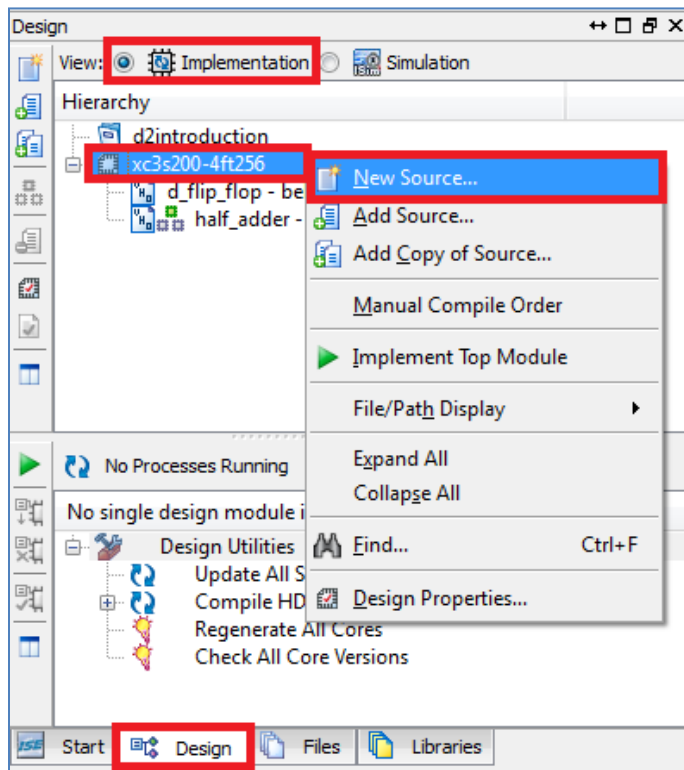 Design
View: Implementation Simulation
Hierarchy
d2introduction
xc3s200-4ft256
New Source...
d_flip_flop - be
half_adder -
Add Source...
Add Copy of Source...
Manual Compile Order
Implement Top Module
File/Path Display
Expand All
Collapse All
Find... Ctrl+F
Design Properties...
No Processes Running
No single design module i
Design Utilities
Update All S
Compile HD
Regenerate All Cores
Check All Core Versions
ISE Start Design Files Libraries